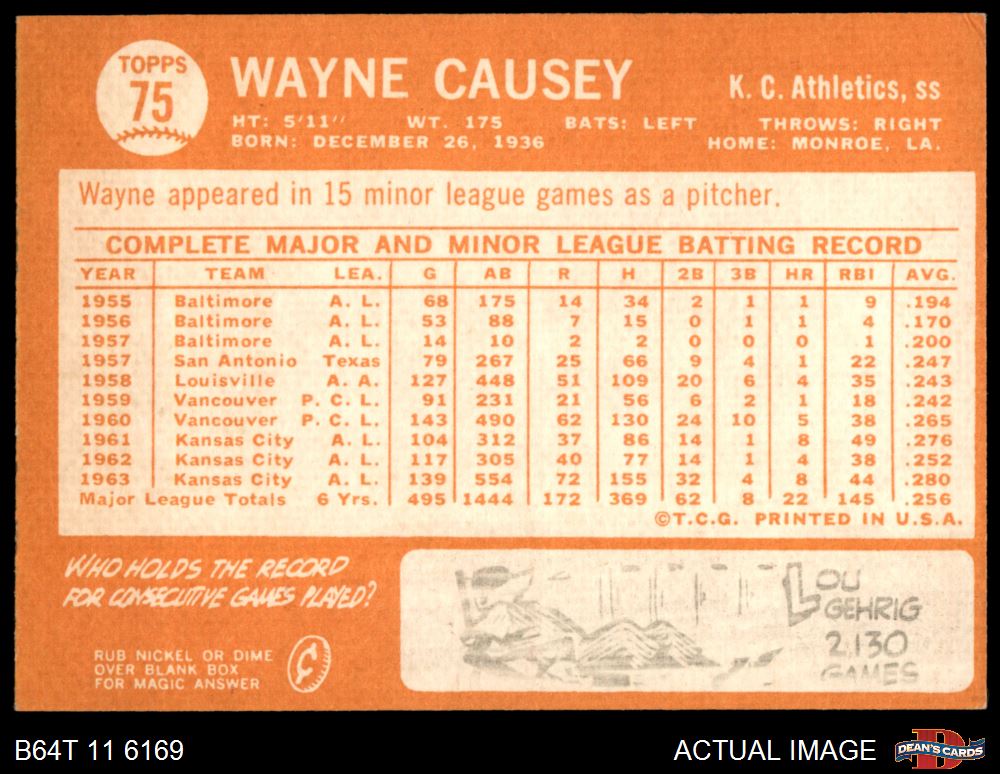 TOPPS
75
WAYNE CAUSEY
K. C. Athletics, ss
HT: 5'11" WT. 175 BATS: LEFT THROWS: RIGHT
BORN: DECEMBER 26, 1936 HOME: MONROE, LA.
Wayne appeared in 15 minor league games as a pitcher.
COMPLETE MAJOR AND MINOR LEAGUE BATTING RECORD
YEAR TEAM LEA. G AB R H 2B 3B HR RBI AVG.
1955 Baltimore A. L. 68 175 14 34 2 1 1 9 .194
1956 Baltimore A. L. 53 88 7 15 0 1 1 4 .170
1957 Baltimore A. L. 14 10 2 2 0 0 0 1 .200
1957 San Antonio Texas 79 267 25 66 9 4 1 22 .247
1958 Louisville A. A. 127 448 51 109 20 6 4 35 .243
1959 Vancouver P. C. L. 91 231 21 56 6 2 1 18 .242
1960 Vancouver P. C. L. 143 490 62 130 24 10 5 38 .265
1961 Kansas City A. L. 104 312 37 86 14 1 8 49 .276
1962 Kansas City A. L. 117 305 40 77 14 1 4 38 .252
1963 Kansas City A. L. 139 554 72 155 32 4 8 44 .280
Major League Totals 6 Yrs. 495 1444 172 369 62 8 22 145 .256
©T.C.G. PRINTED IN U.S.A.
WHO HOLDS THE RECORD
FOR CONSECUTIVE GAMES PLAYED?
RUB NICKEL OR DIME
OVER BLANK BOX
FOR MAGIC ANSWER
LOU
GEHRIG
2,130
GAMES
B64T 11 6169
ACTUAL IMAGE
DEAN'S CARDS